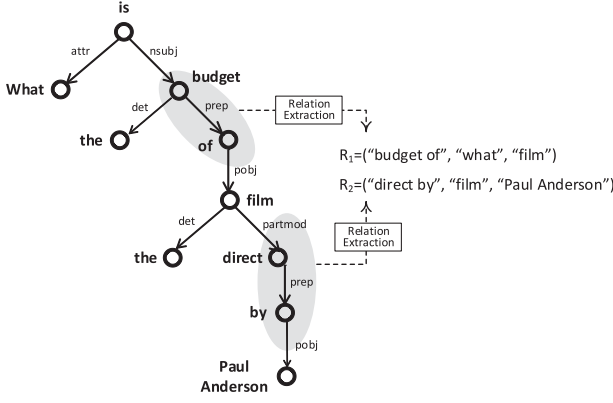 is
attr
nsubj
What
budget
det
prep
Relation
Extraction
the
of
R₁=(“budget of”, “what”, “film”)
pobj
R₂=(“direct by”, “film”, “Paul Anderson”)
film
det
partmod
Relation
Extraction
the
direct
prep
by
pobj
Paul
Anderson